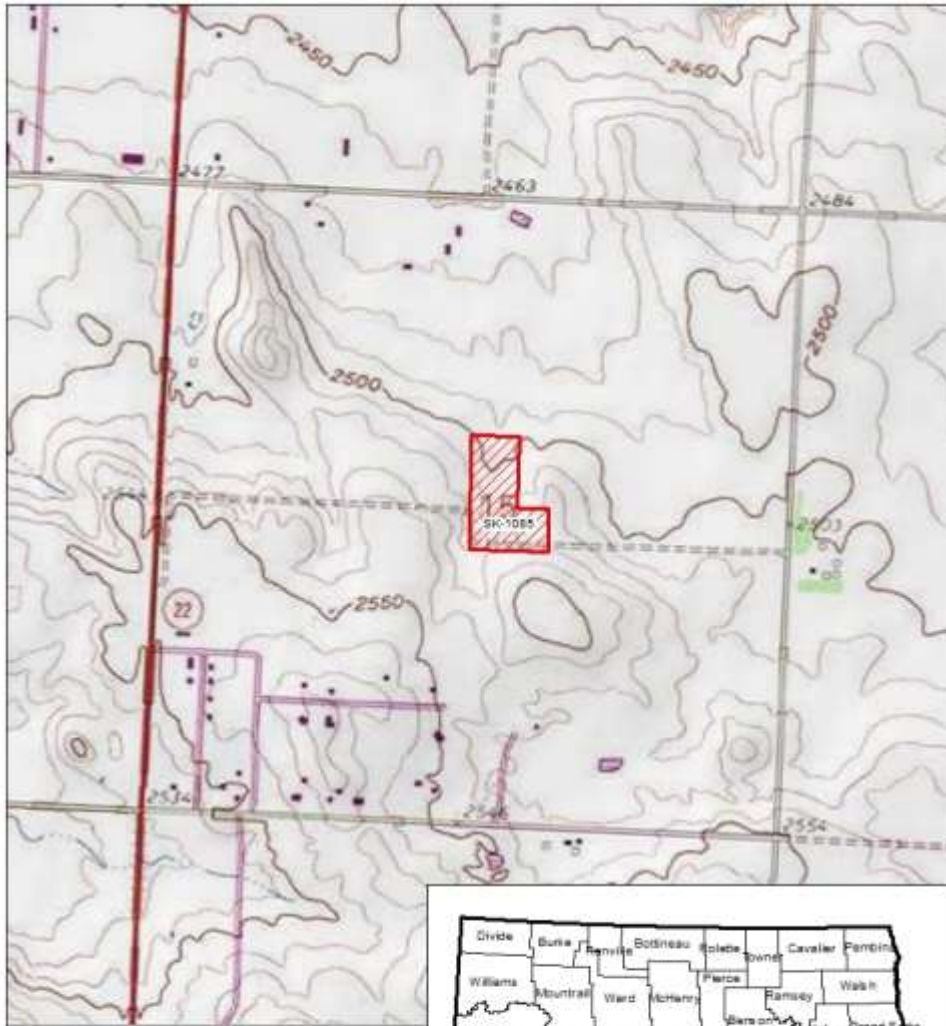 2450
2450
2477
2463
2484
2500
2500
15
SK-1085
2503
2550
22
2534
2554
Divide
Burke
Renville
Bottineau
Rolette
Towner
Cavalier
Pembina
Williams
Mountrail
Ward
McHenry
Pierce
Ramsey
Walsh
Benson